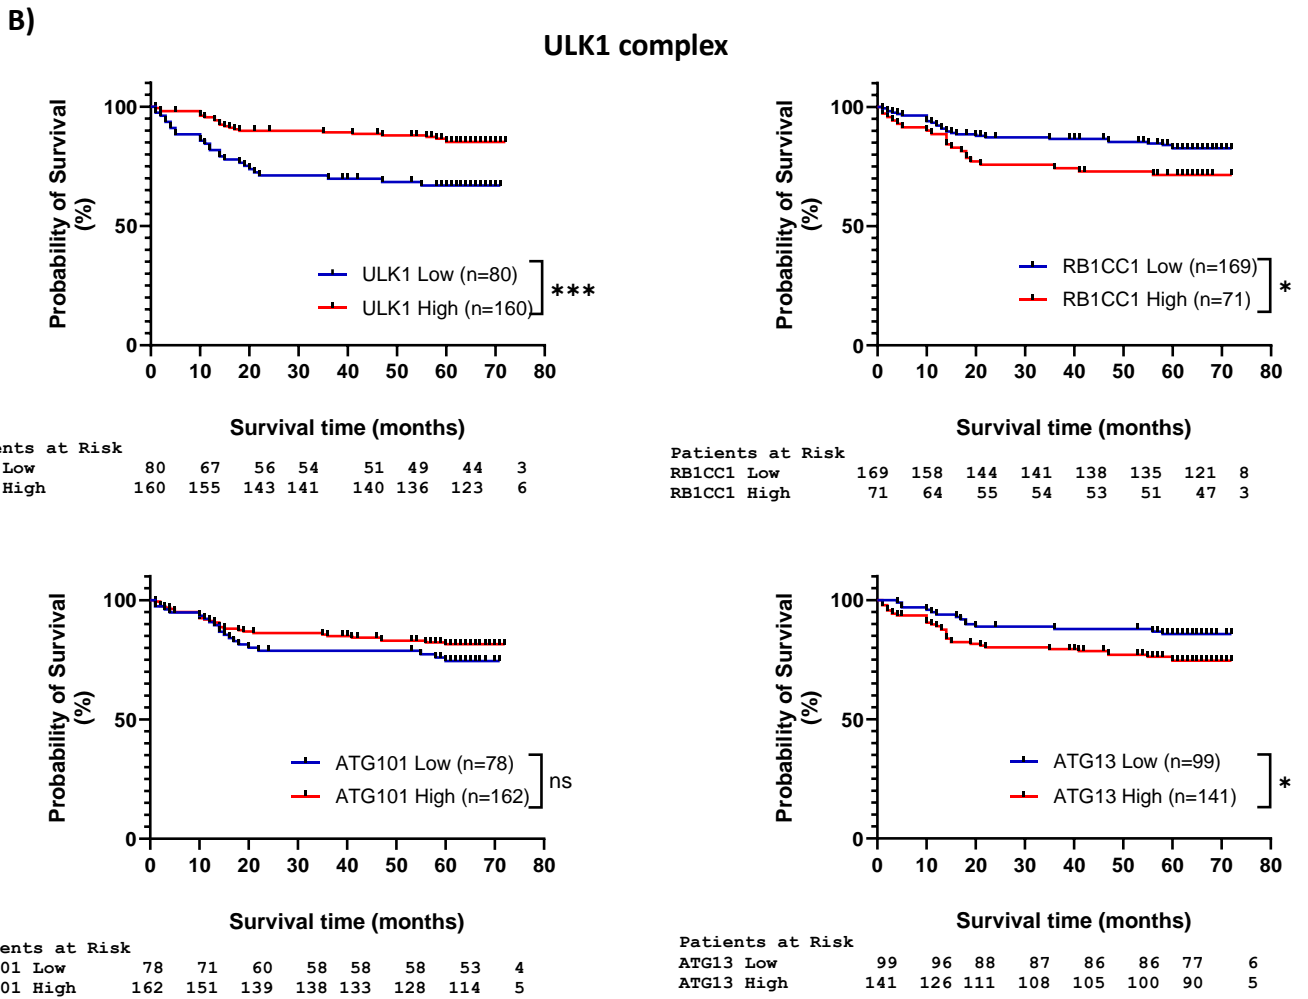 B)
ULK1 complex
Probability of Survival
(%)
100
50
0
0 10 20 30 40 50 60 70 80
ULK1 Low (n=80)
ULK1 High (n=160)
***
Survival time (months)
ents at Risk
Low 80 67 56 54 51 49 44 3
High 160 155 143 141 140 136 123 6
Probability of Survival
(%)
100
50
0
0 10 20 30 40 50 60 70 80
RB1CC1 Low (n=169)
RB1CC1 High (n=71)
*
Survival time (months)
Patients at Risk
RB1CC1 Low 169 158 144 141 138 135 121 8
RB1CC1 High 71 64 55 54 53 51 47 3
Probability of Survival
(%)
100
50
0
0 10 20 30 40 50 60 70 80
ATG101 Low (n=78)
ATG101 High (n=162)
ns
Survival time (months)
ents at Risk
01 Low 78 71 60 58 58 58 53 4
01 High 162 151 139 138 133 128 114 5
Probability of Survival
(%)
100
50
0
0 10 20 30 40 50 60 70 80
ATG13 Low (n=99)
ATG13 High (n=141)
*
Survival time (months)
Patients at Risk
ATG13 Low 99 96 88 87 86 86 77 6
ATG13 High 141 126 111 108 105 100 90 5